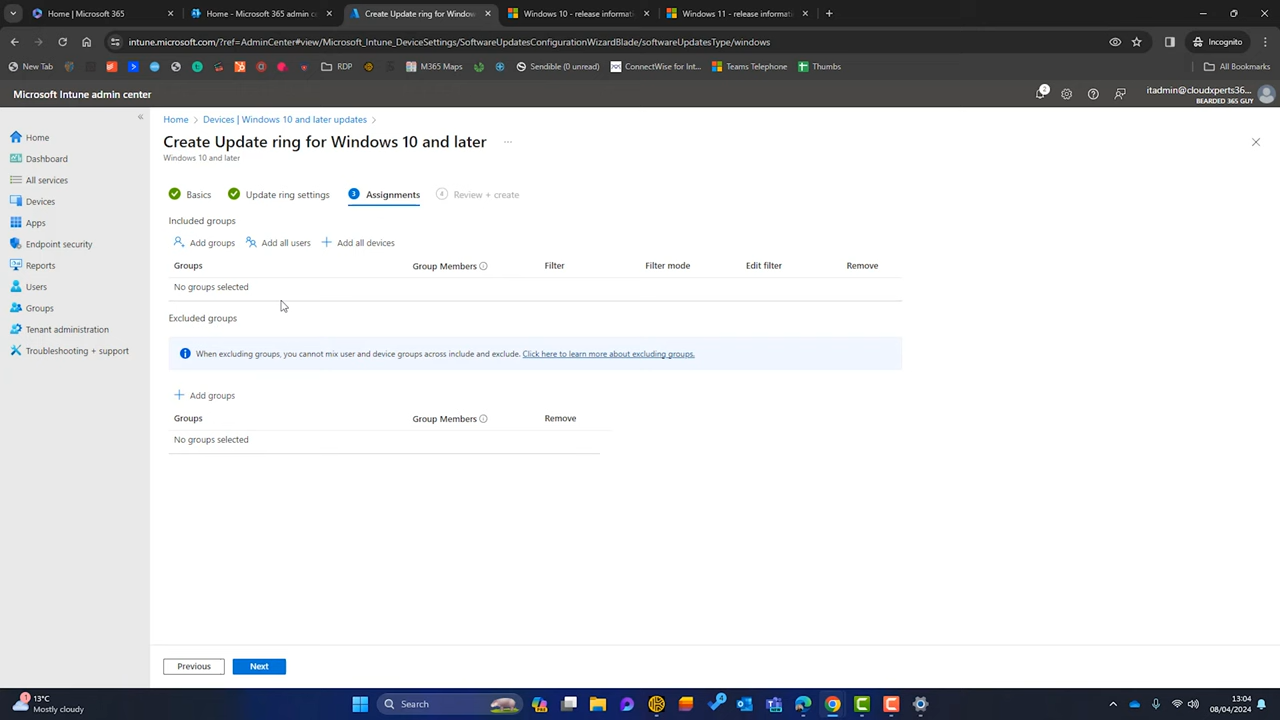 Home | Microsoft 365
Home - Microsoft 365 admin cen
Create Update ring for Window
Windows 10 - release informati
Windows 11 - release informat
intune.microsoft.com/?ref=AdminCenter#view/Microsoft_Intune_DeviceSettings/SoftwareUpdatesConfigurationWizardBlade/softwareUpdatesType/windows
Incognito
New Tab
RDP
M365 Maps
Sendible (0 unread)
ConnectWise for Int...
Teams Telephone
Thumbs
All Bookmarks
Microsoft Intune admin center
2
itadmin@cloudxperts36...
BEARDED 365 GUY
Home
Dashboard
All services
Devices
Apps
Endpoint security
Reports
Users
Groups
Tenant administration
Troubleshooting + support
Home > Devices | Windows 10 and later updates >
Create Update ring for Windows 10 and later ...
Windows 10 and later
Basics
Update ring settings
3 Assignments
4 Review + create
Included groups
Add groups
Add all users
Add all devices
Groups
Group Members
Filter
Filter mode
Edit filter
Remove
No groups selected
Excluded groups
When excluding groups, you cannot mix user and device groups across include and exclude. Click here to learn more about excluding groups.
Add groups
Groups
Group Members
Remove
No groups selected
Previous
Next
13°C
Mostly cloudy
Search
13:04
08/04/2024